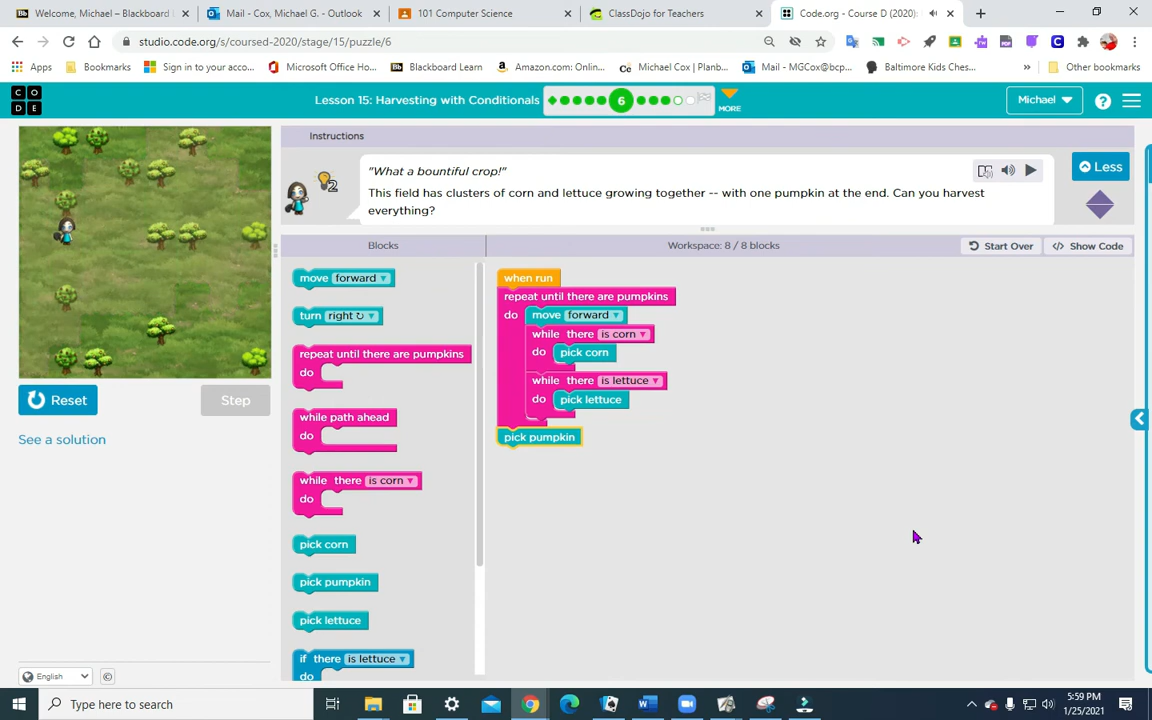 Bb Welcome, Michael – Blackboard L
Mail - Cox, Michael G. - Outlook
101 Computer Science
ClassDojo for Teachers
Code.org - Course D (2020):
studio.code.org/s/coursed-2020/stage/15/puzzle/6
Apps
Bookmarks
Sign in to your acco...
Microsoft Office Ho...
Bb Blackboard Learn
Amazon.com: Onlin...
Cc Michael Cox | Planb...
Mail - MGCox@bcp...
Baltimore Kids Ches...
»
Other bookmarks
C O
D E
Lesson 15: Harvesting with Conditionals
6
MORE
Michael
?
Instructions
2
"What a bountiful crop!"
This field has clusters of corn and lettuce growing together -- with one pumpkin at the end. Can you harvest
everything?
Less
Blocks
Workspace: 8 / 8 blocks
Start Over
</> Show Code
move forward
turn right ↻
repeat until there are pumpkins
do
while path ahead
do
while there is corn
do
pick corn
pick pumpkin
pick lettuce
if there is lettuce
do
when run
repeat until there are pumpkins
do move forward
while there is corn
do pick corn
while there is lettuce
do pick lettuce
pick pumpkin
Reset
Step
See a solution
English
©
Type here to search
5:59 PM
1/25/2021